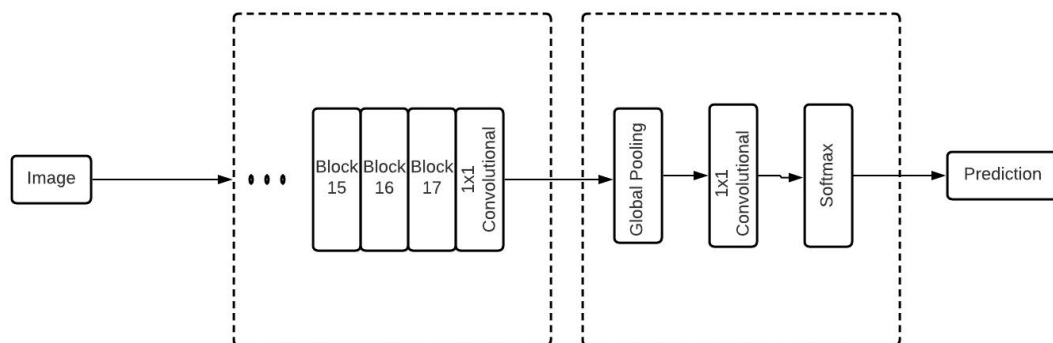 Image
Block
15
Block
16
Block
17
1x1
Convolutional
Global Pooling
1x1
Convolutional
Softmax
Prediction